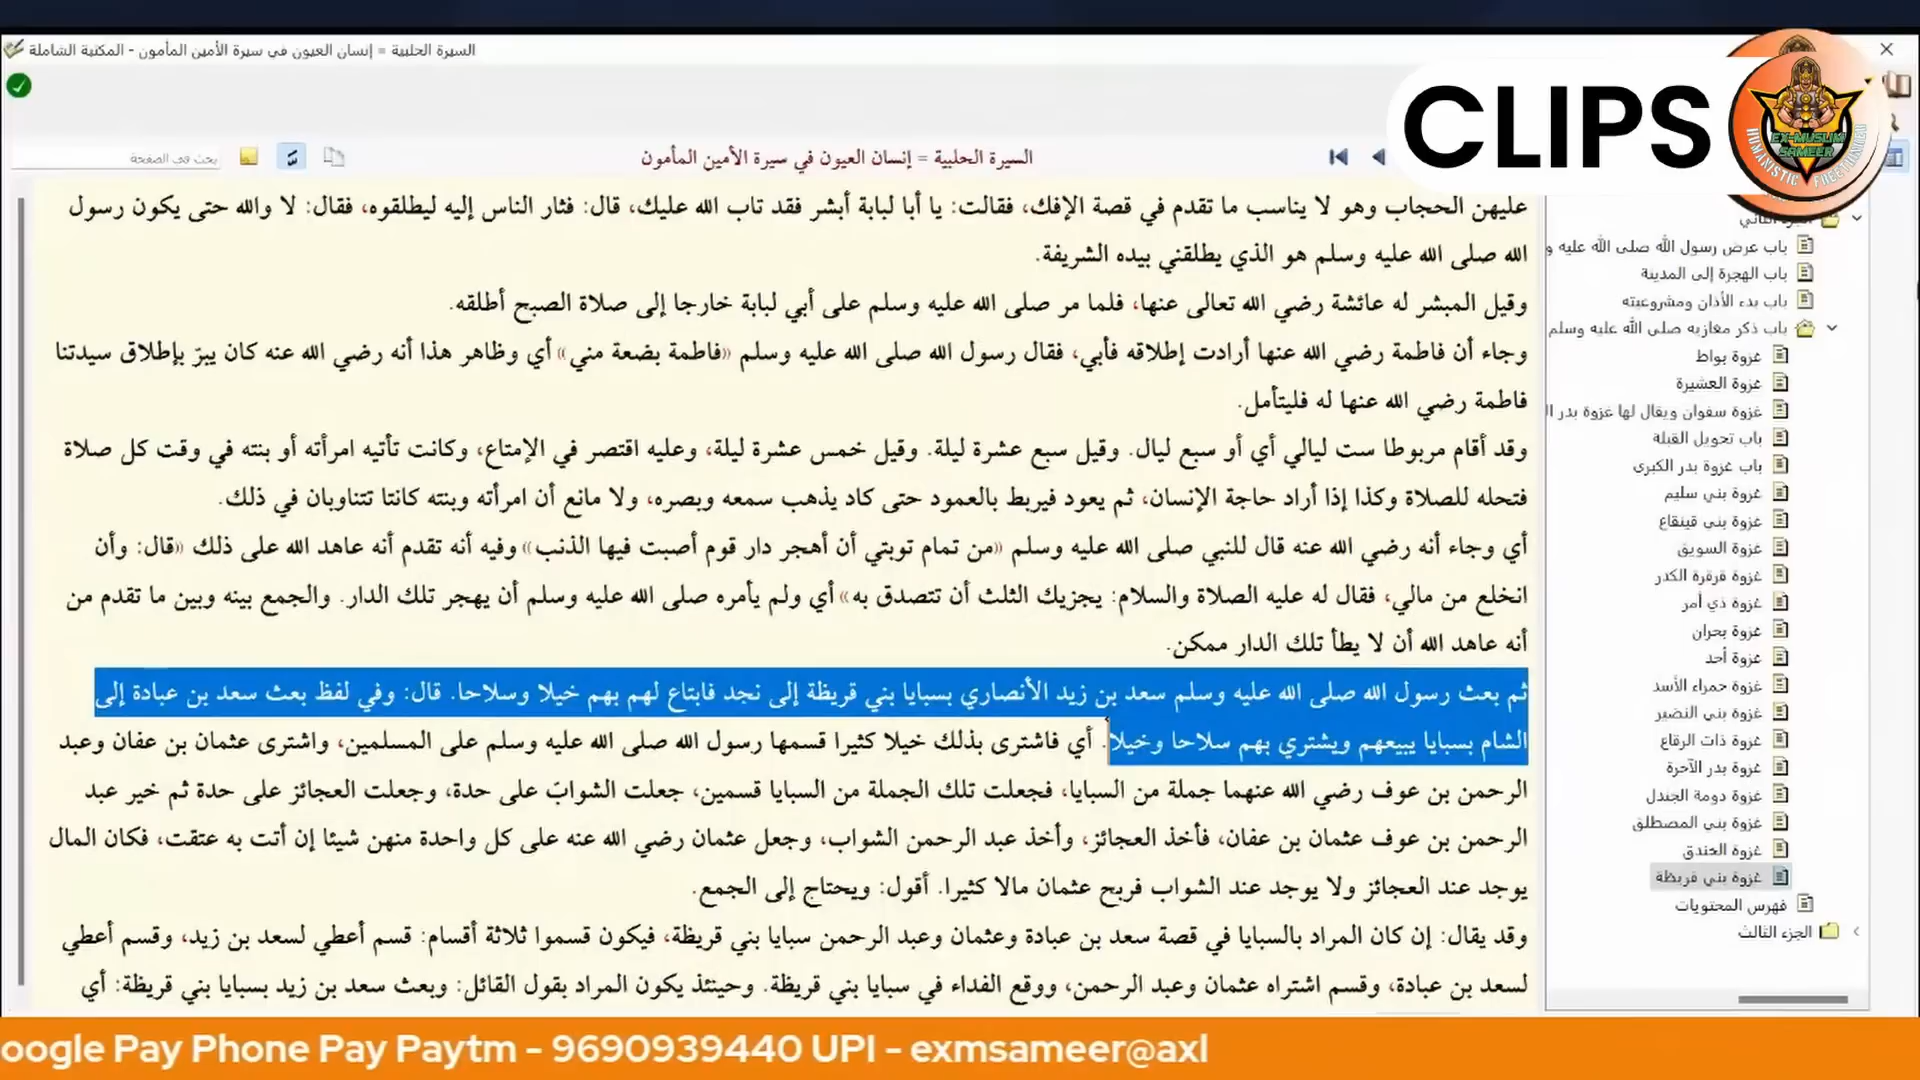 السيرة الحلبية = إنسان العيون في سيرة الأمين المأمون - المكتبة الشاملة
CLIPS
EX-MUSLIM
SAMEER
HUMANISTIC
بحث في الصفحة
السيرة الحلبية = إنسان العيون في سيرة الأمين المأمون
عليهن الحجاب وهو لا يناسب ما تقدم في قصة الإفك، فقالت: يا أبا لبابة أبشر فقد تاب الله عليك، قال: فثار الناس إليه ليطلقوه، فقال: لا والله حتى يكون رسول
الله صلى الله عليه وسلم هو الذي يطلقني بيده الشريفة.
وقيل المبشر له عائشة رضي الله تعالى عنها، فلما مر صلى الله عليه وسلم على أبي لبابة خارجا إلى صلاة الصبح أطلقه.
وجاء أن فاطمة رضي الله عنها أرادت إطلاقه فأبي، فقال رسول الله صلى الله عليه وسلم «فاطمة بضعة مني» أي وظاهر هذا أنه رضي الله عنه كان يبرّ بإطلاق سيدتنا
فاطمة رضي الله عنها له فليتأمل.
وقد أقام مربوطا ست ليالي أي أو سبع ليال. وقيل سبع عشرة ليلة. وقيل خمس عشرة ليلة، وعليه اقتصر في الإمتاع، وكانت تأتيه امرأته أو بنته في وقت كل صلاة
فتحله للصلاة وكذا إذا أراد حاجة الإنسان، ثم يعود فيربط بالعمود حتى كاد يذهب سمعه وبصره، ولا مانع أن امرأته وبنته كانتا تتناوبان في ذلك.
أي وجاء أنه رضي الله عنه قال للنبي صلى الله عليه وسلم «من تمام توبتي أن أهجر دار قوم أصبت فيها الذنب» وفيه أنه تقدم أنه عاهد الله على ذلك «قال: وأن
انخلع من مالي، فقال له عليه الصلاة والسلام: يجزيك الثلث أن تتصدق به» أي ولم يأمره صلى الله عليه وسلم أن يهجر تلك الدار. والجمع بينه وبين ما تقدم من
أنه عاهد الله أن لا يطأ تلك الدار ممكن.
ثم بعث رسول الله صلى الله عليه وسلم سعد بن زيد الأنصاري بسبايا بني قريظة إلى نجد فابتاع لهم بهم خيلا وسلاحا. قال: وفي لفظ بعث سعد بن عبادة إلى
الشام بسبايا يبيعهم ويشتري بهم سلاحا وخيلا. أي فاشترى بذلك خيلا كثيرا قسمها رسول الله صلى الله عليه وسلم على المسلمين، واشترى عثمان بن عفان وعبد
الرحمن بن عوف رضي الله عنهما جملة من السبايا، فجعلت تلك الجملة من السبايا قسمين، جعلت الشوابّ على حدة، وجعلت العجائز على حدة ثم خير عبد
الرحمن بن عوف عثمان بن عفان، فأخذ العجائز، وأخذ عبد الرحمن الشواب، وجعل عثمان رضي الله عنه على كل واحدة منهن شيئا إن أتت به عتقت، فكان المال
يوجد عند العجائز ولا يوجد عند الشواب فربح عثمان مالا كثيرا. أقول: ويحتاج إلى الجمع.
وقد يقال: إن كان المراد بالسبايا في قصة سعد بن عبادة وعثمان وعبد الرحمن سبايا بني قريظة، فيكون قسموا ثلاثة أقسام: قسم أعطي لسعد بن زيد، وقسم أعطي
لسعد بن عبادة، وقسم اشتراه عثمان وعبد الرحمن، ووقع الفداء في سبايا بني قريظة. وحينئذ يكون المراد بقول القائل: وبعث سعد بن زيد بسبايا بني قريظة: أي
باب عرض رسول الله صلى الله عليه و
باب الهجرة إلى المدينة
باب بدء الأذان ومشروعيته
باب ذكر مغازيه صلى الله عليه وسلم
غزوة بواط
غزوة العشيرة
غزوة سفوان ويقال لها غزوة بدر ال
باب تحويل القبلة
باب غزوة بدر الكبرى
غزوة بني سليم
غزوة بني قينقاع
غزوة السويق
غزوة قرقرة الكدر
غزوة ذي أمر
غزوة بحران
غزوة أحد
غزوة حمراء الأسد
غزوة بني النضير
غزوة ذات الرقاع
غزوة بدر الآخرة
غزوة دومة الجندل
غزوة بني المصطلق
غزوة الخندق
غزوة بني قريظة
فهرس المحتويات
الجزء الثالث
oogle Pay Phone Pay Paytm - 9690939440 UPI - exmsameer@axl